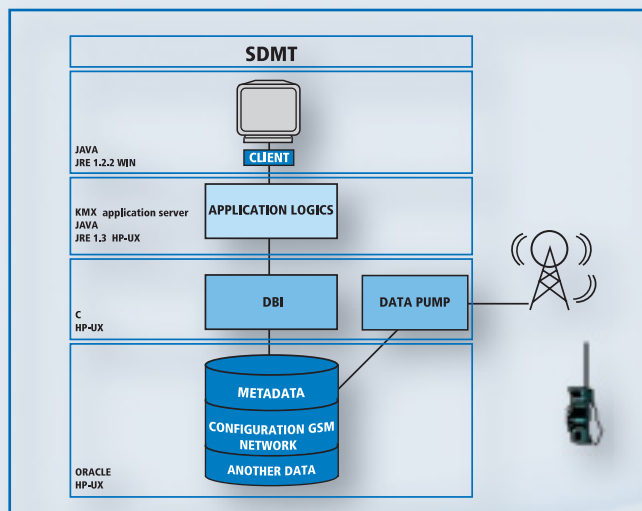 SDMT
CLIENT
JAVA
JRE 1.2.2 WIN
APPLICATION LOGICS
KMX application server
JAVA
JRE 1.3 HP-UX
DBI
DATA PUMP
C
HP-UX
METADATA
CONFIGURATION GSM
NETWORK
ANOTHER DATA
ORACLE
HP-UX